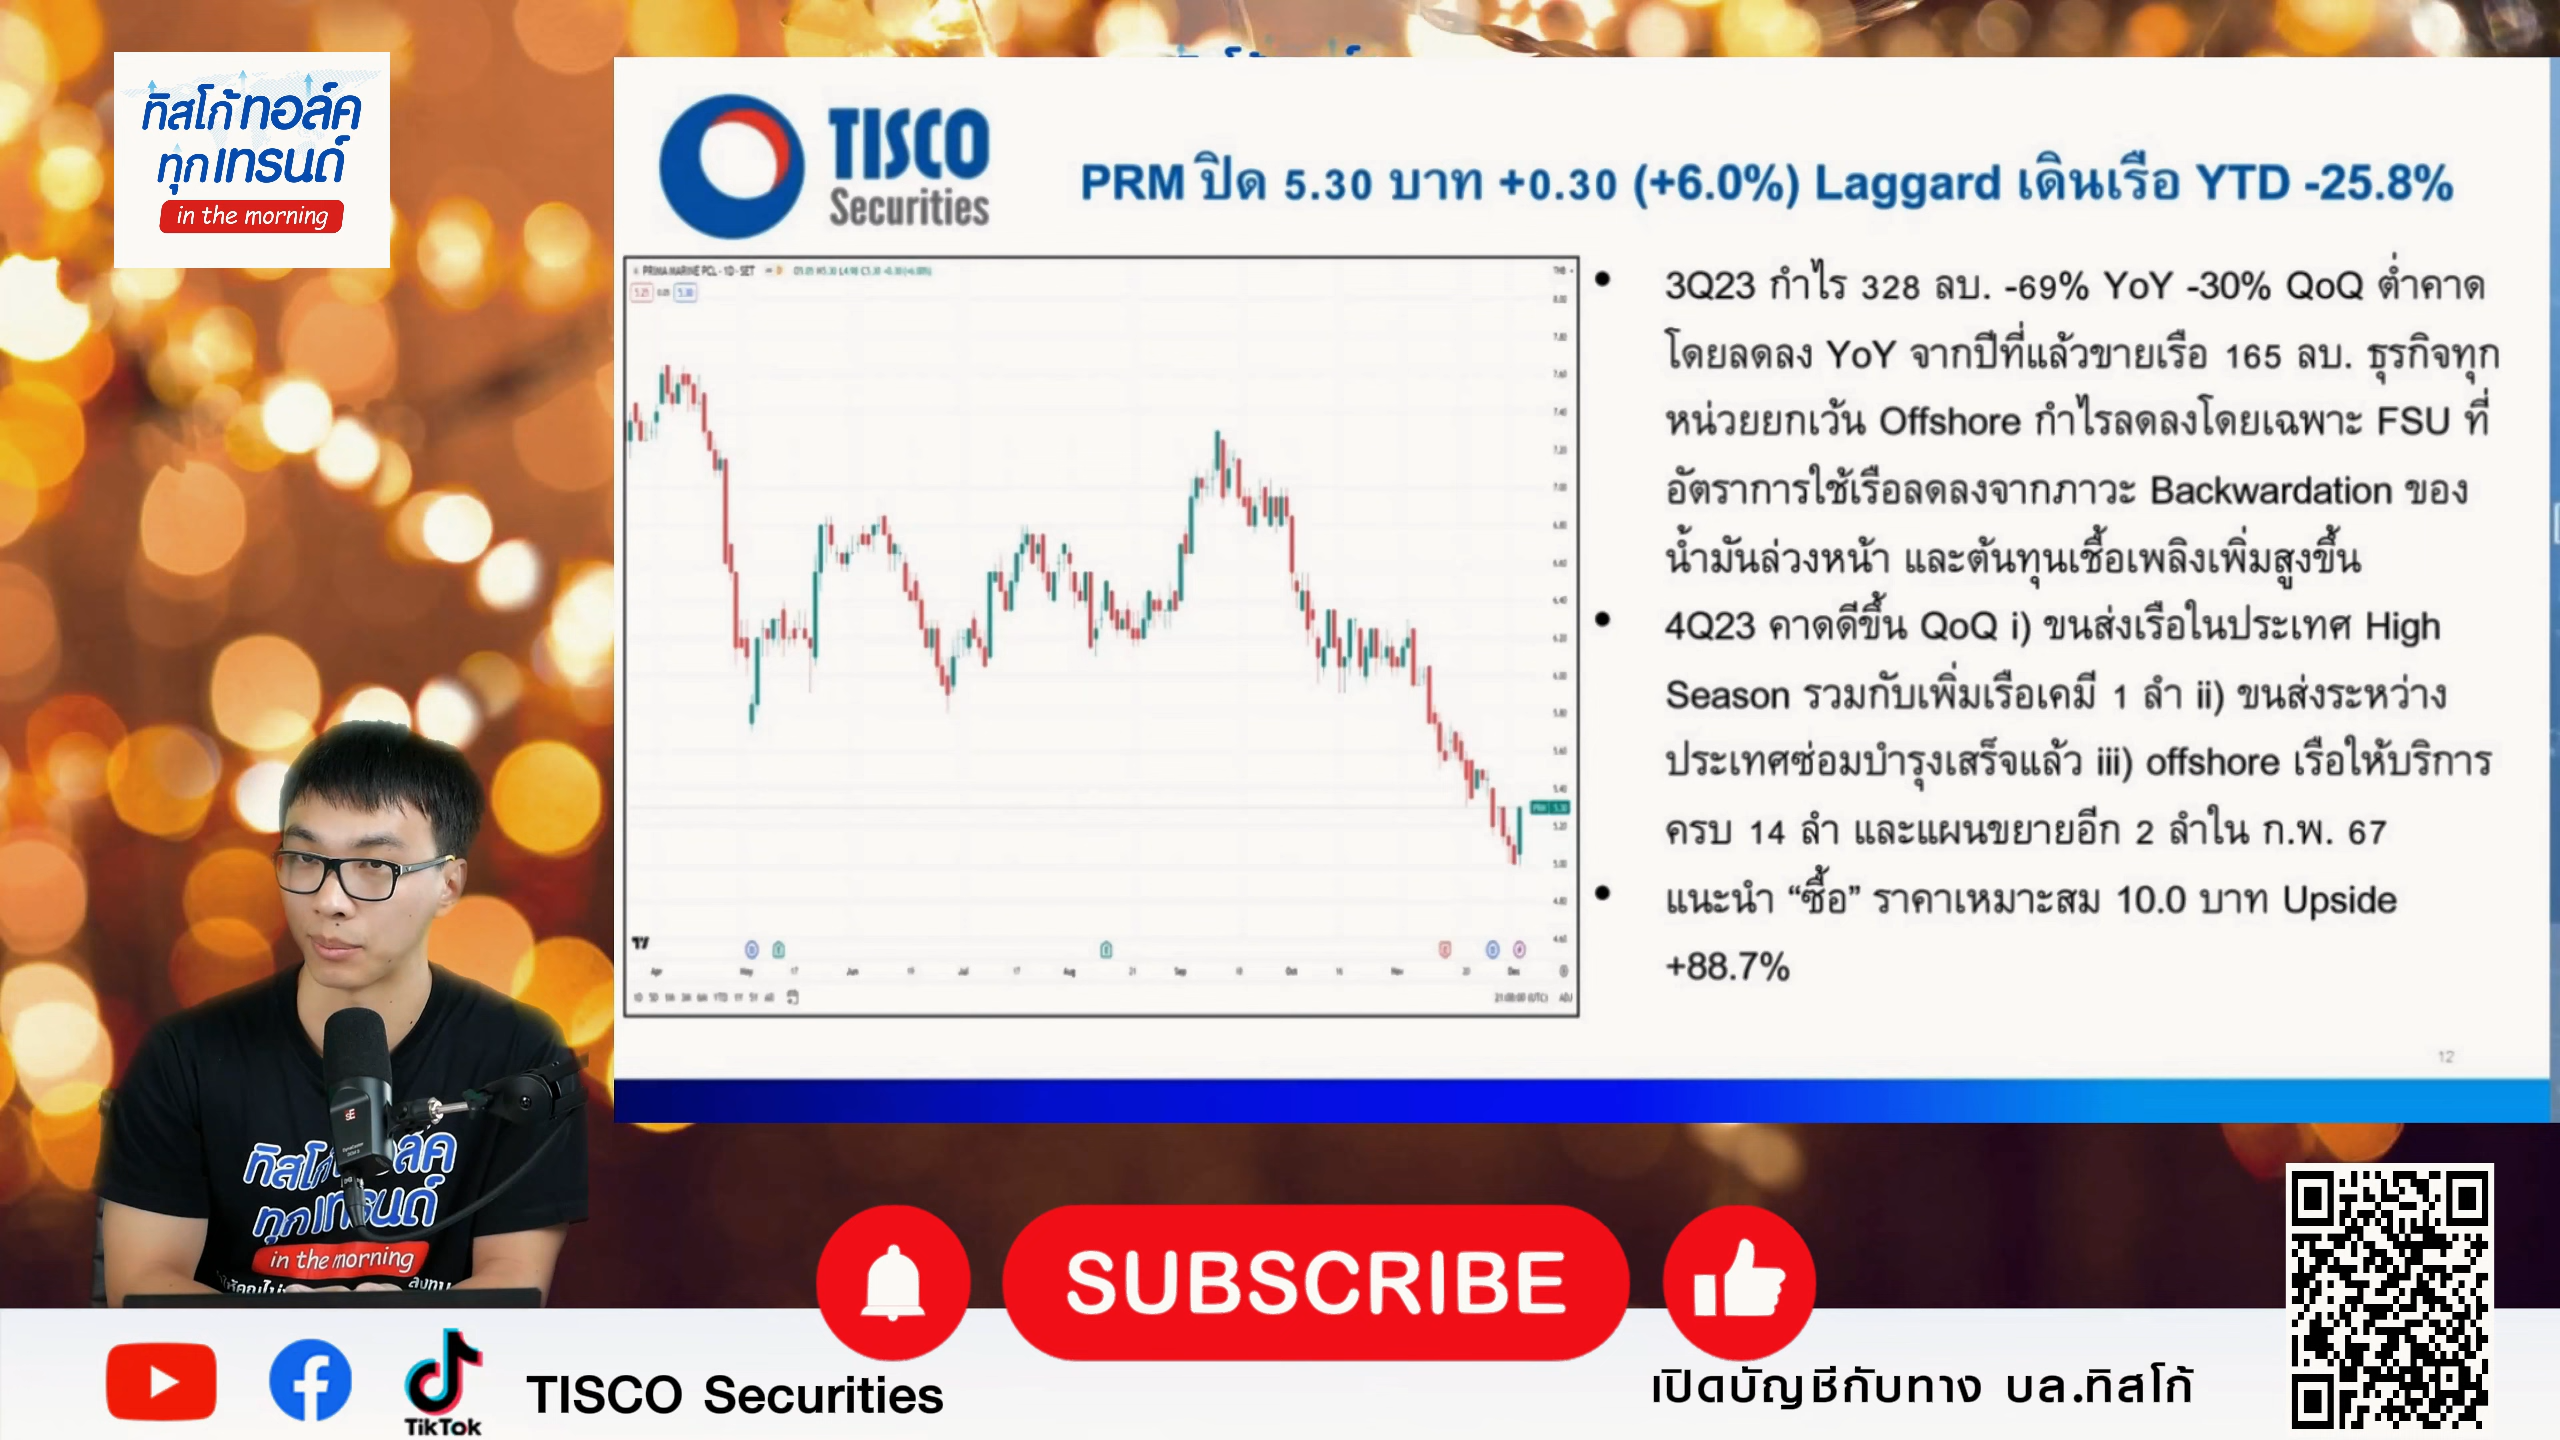 ทิสโก้ทอล์ค
ทุกเทรนด์
in the morning
TISCO
Securities
PRM ปิด 5.30 บาท +0.30 (+6.0%) Laggard เดินเรือ YTD -25.8%
PRIMA MARINE PCL · 1D · SET
5.30
• 3Q23 กำไร 328 ลบ. -69% YoY -30% QoQ ต่ำคาด
โดยลดลง YoY จากปีที่แล้วขายเรือ 165 ลบ. ธุรกิจทุก
หน่วยยกเว้น Offshore กำไรลดลงโดยเฉพาะ FSU ที่
อัตราการใช้เรือลดลงจากภาวะ Backwardation ของ
น้ำมันล่วงหน้า และต้นทุนเชื้อเพลิงเพิ่มสูงขึ้น
• 4Q23 คาดดีขึ้น QoQ i) ขนส่งเรือในประเทศ High
Season รวมกับเพิ่มเรือเคมี 1 ลำ ii) ขนส่งระหว่าง
ประเทศซ่อมบำรุงเสร็จแล้ว iii) offshore เรือให้บริการ
ครบ 14 ลำ และแผนขยายอีก 2 ลำใน ก.พ. 67
• แนะนำ “ซื้อ” ราคาเหมาะสม 10.0 บาท Upside
+88.7%
12
in the morning
SUBSCRIBE
TikTok
TISCO Securities
เปิดบัญชีกับทาง บล.ทิสโก้